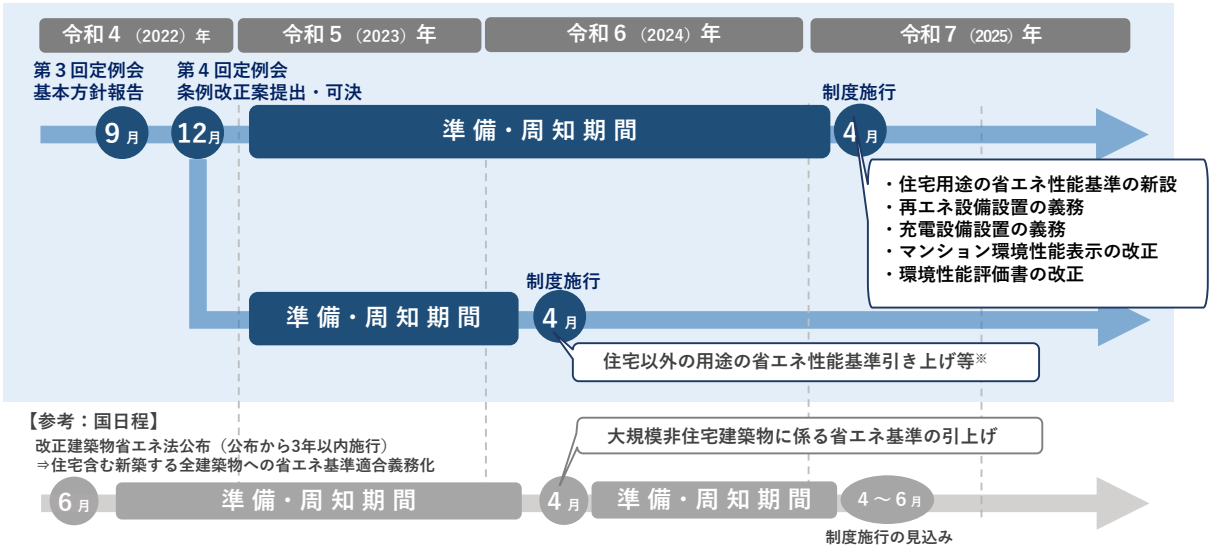 令和４（2022）年
令和５（2023）年
令和６（2024）年
令和７（2025）年
第３回定例会
基本方針報告
第４回定例会
条例改正案提出・可決
制度施行
９月
12月
準備・周知期間
４月
・住宅用途の省エネ性能基準の新設
・再エネ設備設置の義務
・充電設備設置の義務
・マンション環境性能表示の改正
・環境性能評価書の改正
制度施行
準備・周知期間
４月
住宅以外の用途の省エネ性能基準引き上げ等※
【参考：国日程】
改正建築物省エネ法公布（公布から3年以内施行）
⇒住宅含む新築する全建築物への省エネ基準適合義務化
大規模非住宅建築物に係る省エネ基準の引上げ
６月
準備・周知期間
４月
準備・周知期間
４～６月
制度施行の見込み